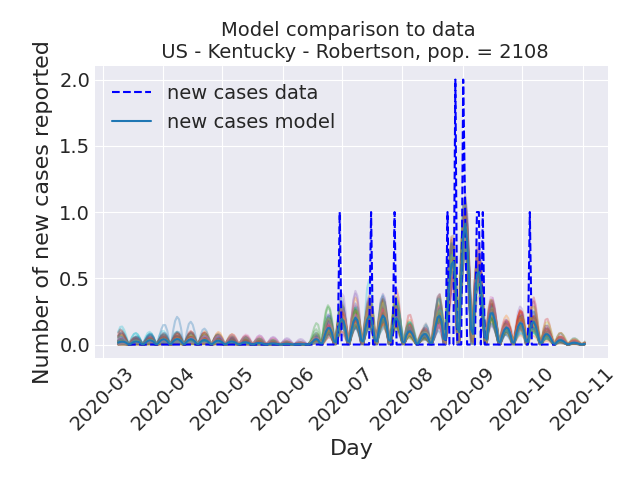 Model comparison to data
US - Kentucky - Robertson, pop. = 2108
Number of new cases reported
2.0
1.5
1.0
0.5
0.0
new cases data
new cases model
2020-03
2020-04
2020-05
2020-06
2020-07
2020-08
2020-09
2020-10
2020-11
Day